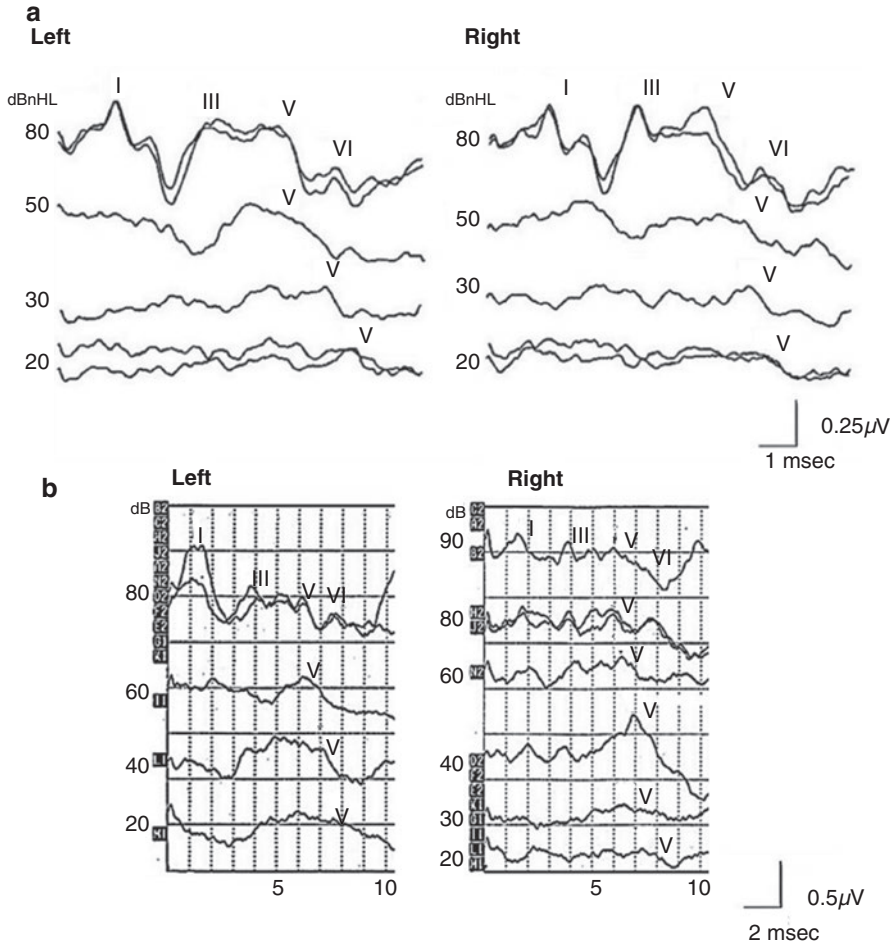 a
Left
Right
dBnHL
80
I
III
V
VI
50
V
30
V
20
V
dBnHL
80
I
III
V
VI
50
V
30
V
20
V
0.25μV
1 msec
b
Left
Right
dB
80
I
III
V
VI
60
V
40
V
20
V
5
10
dB
90
I
III
V
VI
80
V
60
V
40
V
30
V
20
V
5
10
0.5μV
2 msec